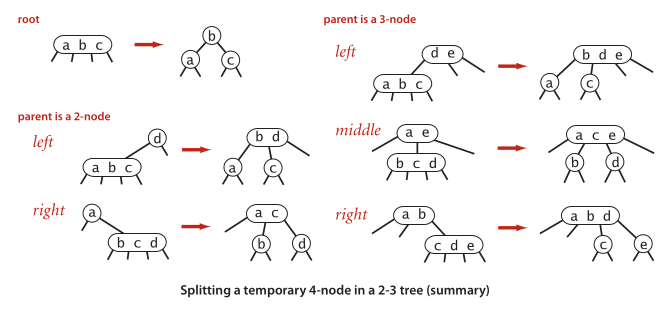 root
a b c
b
a
c
parent is a 2-node
left
d
a b c
b d
a
c
right
a
b c d
a c
b
d
parent is a 3-node
left
d e
a b c
b d e
a
c
middle
a e
b c d
a c e
b
d
right
a b
c d e
a b d
c
e
Splitting a temporary 4-node in a 2-3 tree (summary)